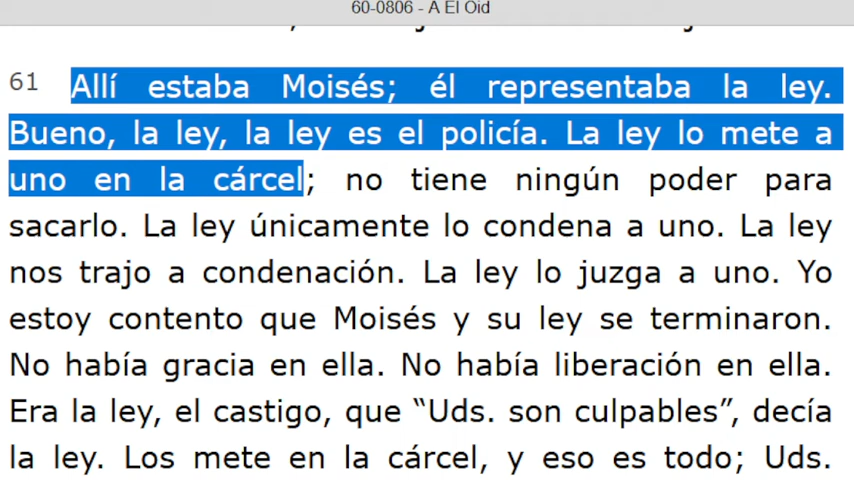 60-0806 - A El Oid
61 Allí estaba Moisés; él representaba la ley.
Bueno, la ley, la ley es el policía. La ley lo mete a
uno en la cárcel; no tiene ningún poder para
sacarlo. La ley únicamente lo condena a uno. La ley
nos trajo a condenación. La ley lo juzga a uno. Yo
estoy contento que Moisés y su ley se terminaron.
No había gracia en ella. No había liberación en ella.
Era la ley, el castigo, que “Uds. son culpables”, decía
la ley. Los mete en la cárcel, y eso es todo; Uds.